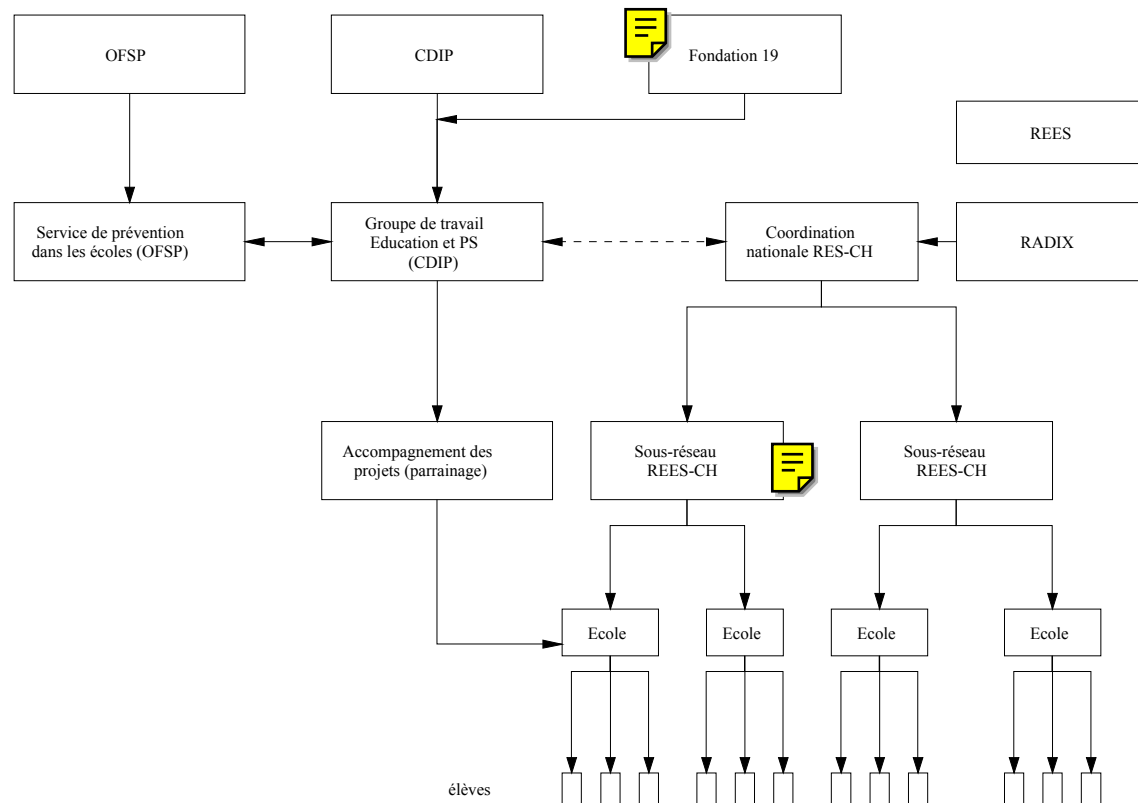 OFSP
CDIP
Fondation 19
REES
Service de prévention
dans les écoles (OFSP)
Groupe de travail
Education et PS
(CDIP)
Coordination
nationale RES-CH
RADIX
Accompagnement des
projets (parrainage)
Sous-réseau
REES-CH
Sous-réseau
REES-CH
Ecole
Ecole
Ecole
Ecole
élèves